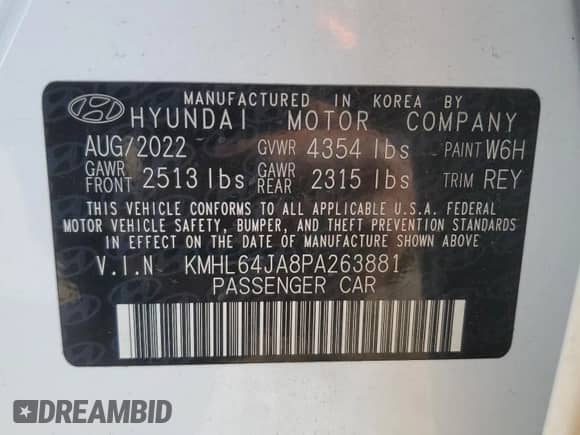 MANUFACTURED IN KOREA BY
HYUNDAI MOTOR COMPANY
AUG/2022 GVWR 4354 lbs PAINT W6H
GAWR FRONT 2513 lbs GAWR REAR 2315 lbs TRIM REY
THIS VEHICLE CONFORMS TO ALL APPLICABLE U.S.A. FEDERAL
MOTOR VEHICLE SAFETY, BUMPER, AND THEFT PREVENTION STANDARDS
IN EFFECT ON THE DATE OF MANUFACTURE SHOWN ABOVE.
V.I.N KMHL64JA8PA263881
PASSENGER CAR
DREAMBID